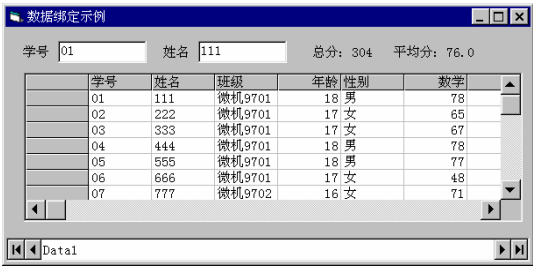 数据绑定示例
学号 01 姓名 111 总分: 304 平均分: 76.0
学号 姓名 班级 年龄 性别 数学
01 111 微机9701 18 男 78
02 222 微机9701 17 女 65
03 333 微机9701 17 女 67
04 444 微机9701 18 男 78
05 555 微机9701 18 男 77
06 666 微机9701 17 女 48
07 777 微机9702 16 女 71
Data1